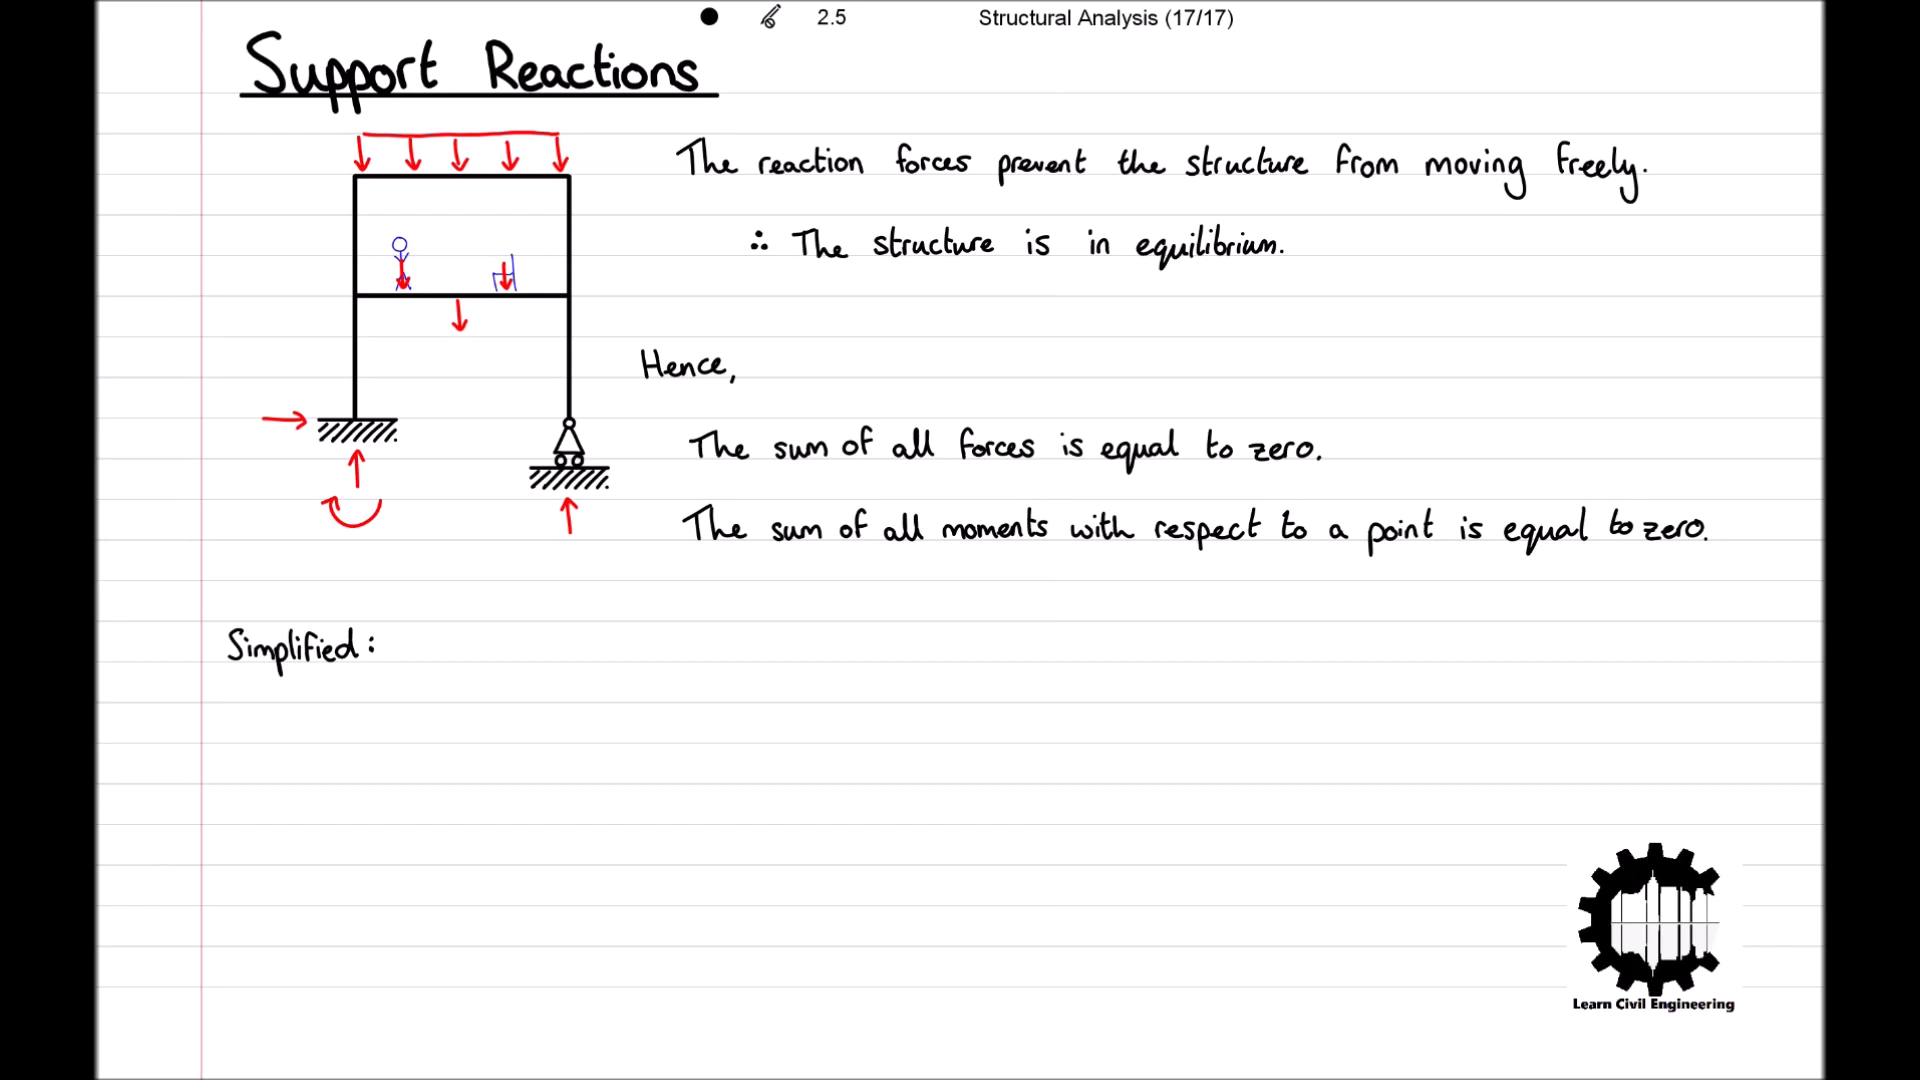 2.5
Structural Analysis (17/17)
Support Reactions
The reaction forces prevent the structure from moving freely.
∴ The structure is in equilibrium.
Hence,
The sum of all forces is equal to zero.
The sum of all moments with respect to a point is equal to zero.
Simplified:
Learn Civil Engineering